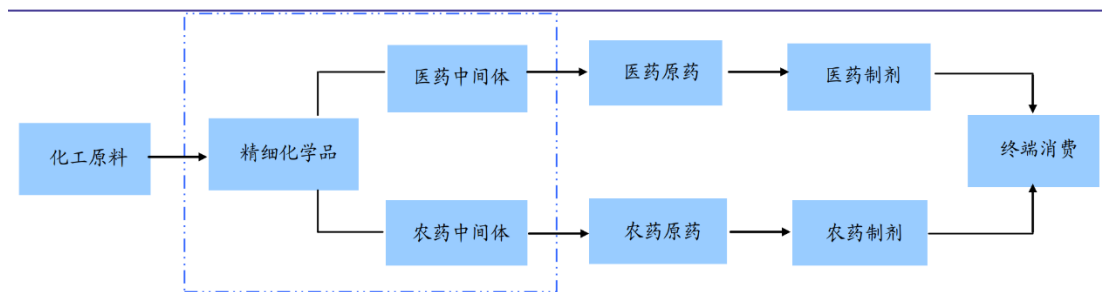 医药中间体
医药原药
医药制剂
化工原料
精细化学品
终端消费
农药中间体
农药原药
农药制剂